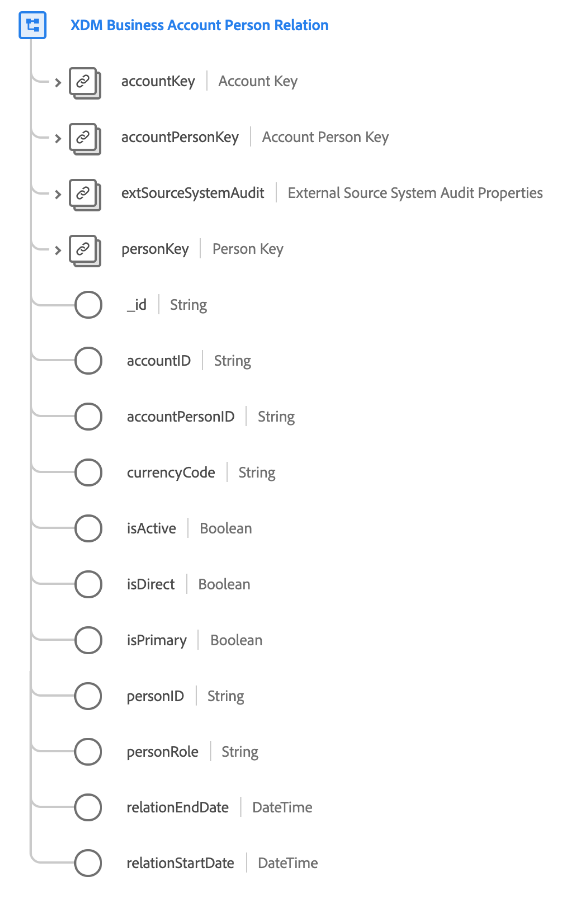 XDM Business Account Person Relation
accountKey Account Key
accountPersonKey Account Person Key
extSourceSystemAudit External Source System Audit Properties
personKey Person Key
_id String
accountID String
accountPersonID String
currencyCode String
isActive Boolean
isDirect Boolean
isPrimary Boolean
personID String
personRole String
relationEndDate DateTime
relationStartDate DateTime